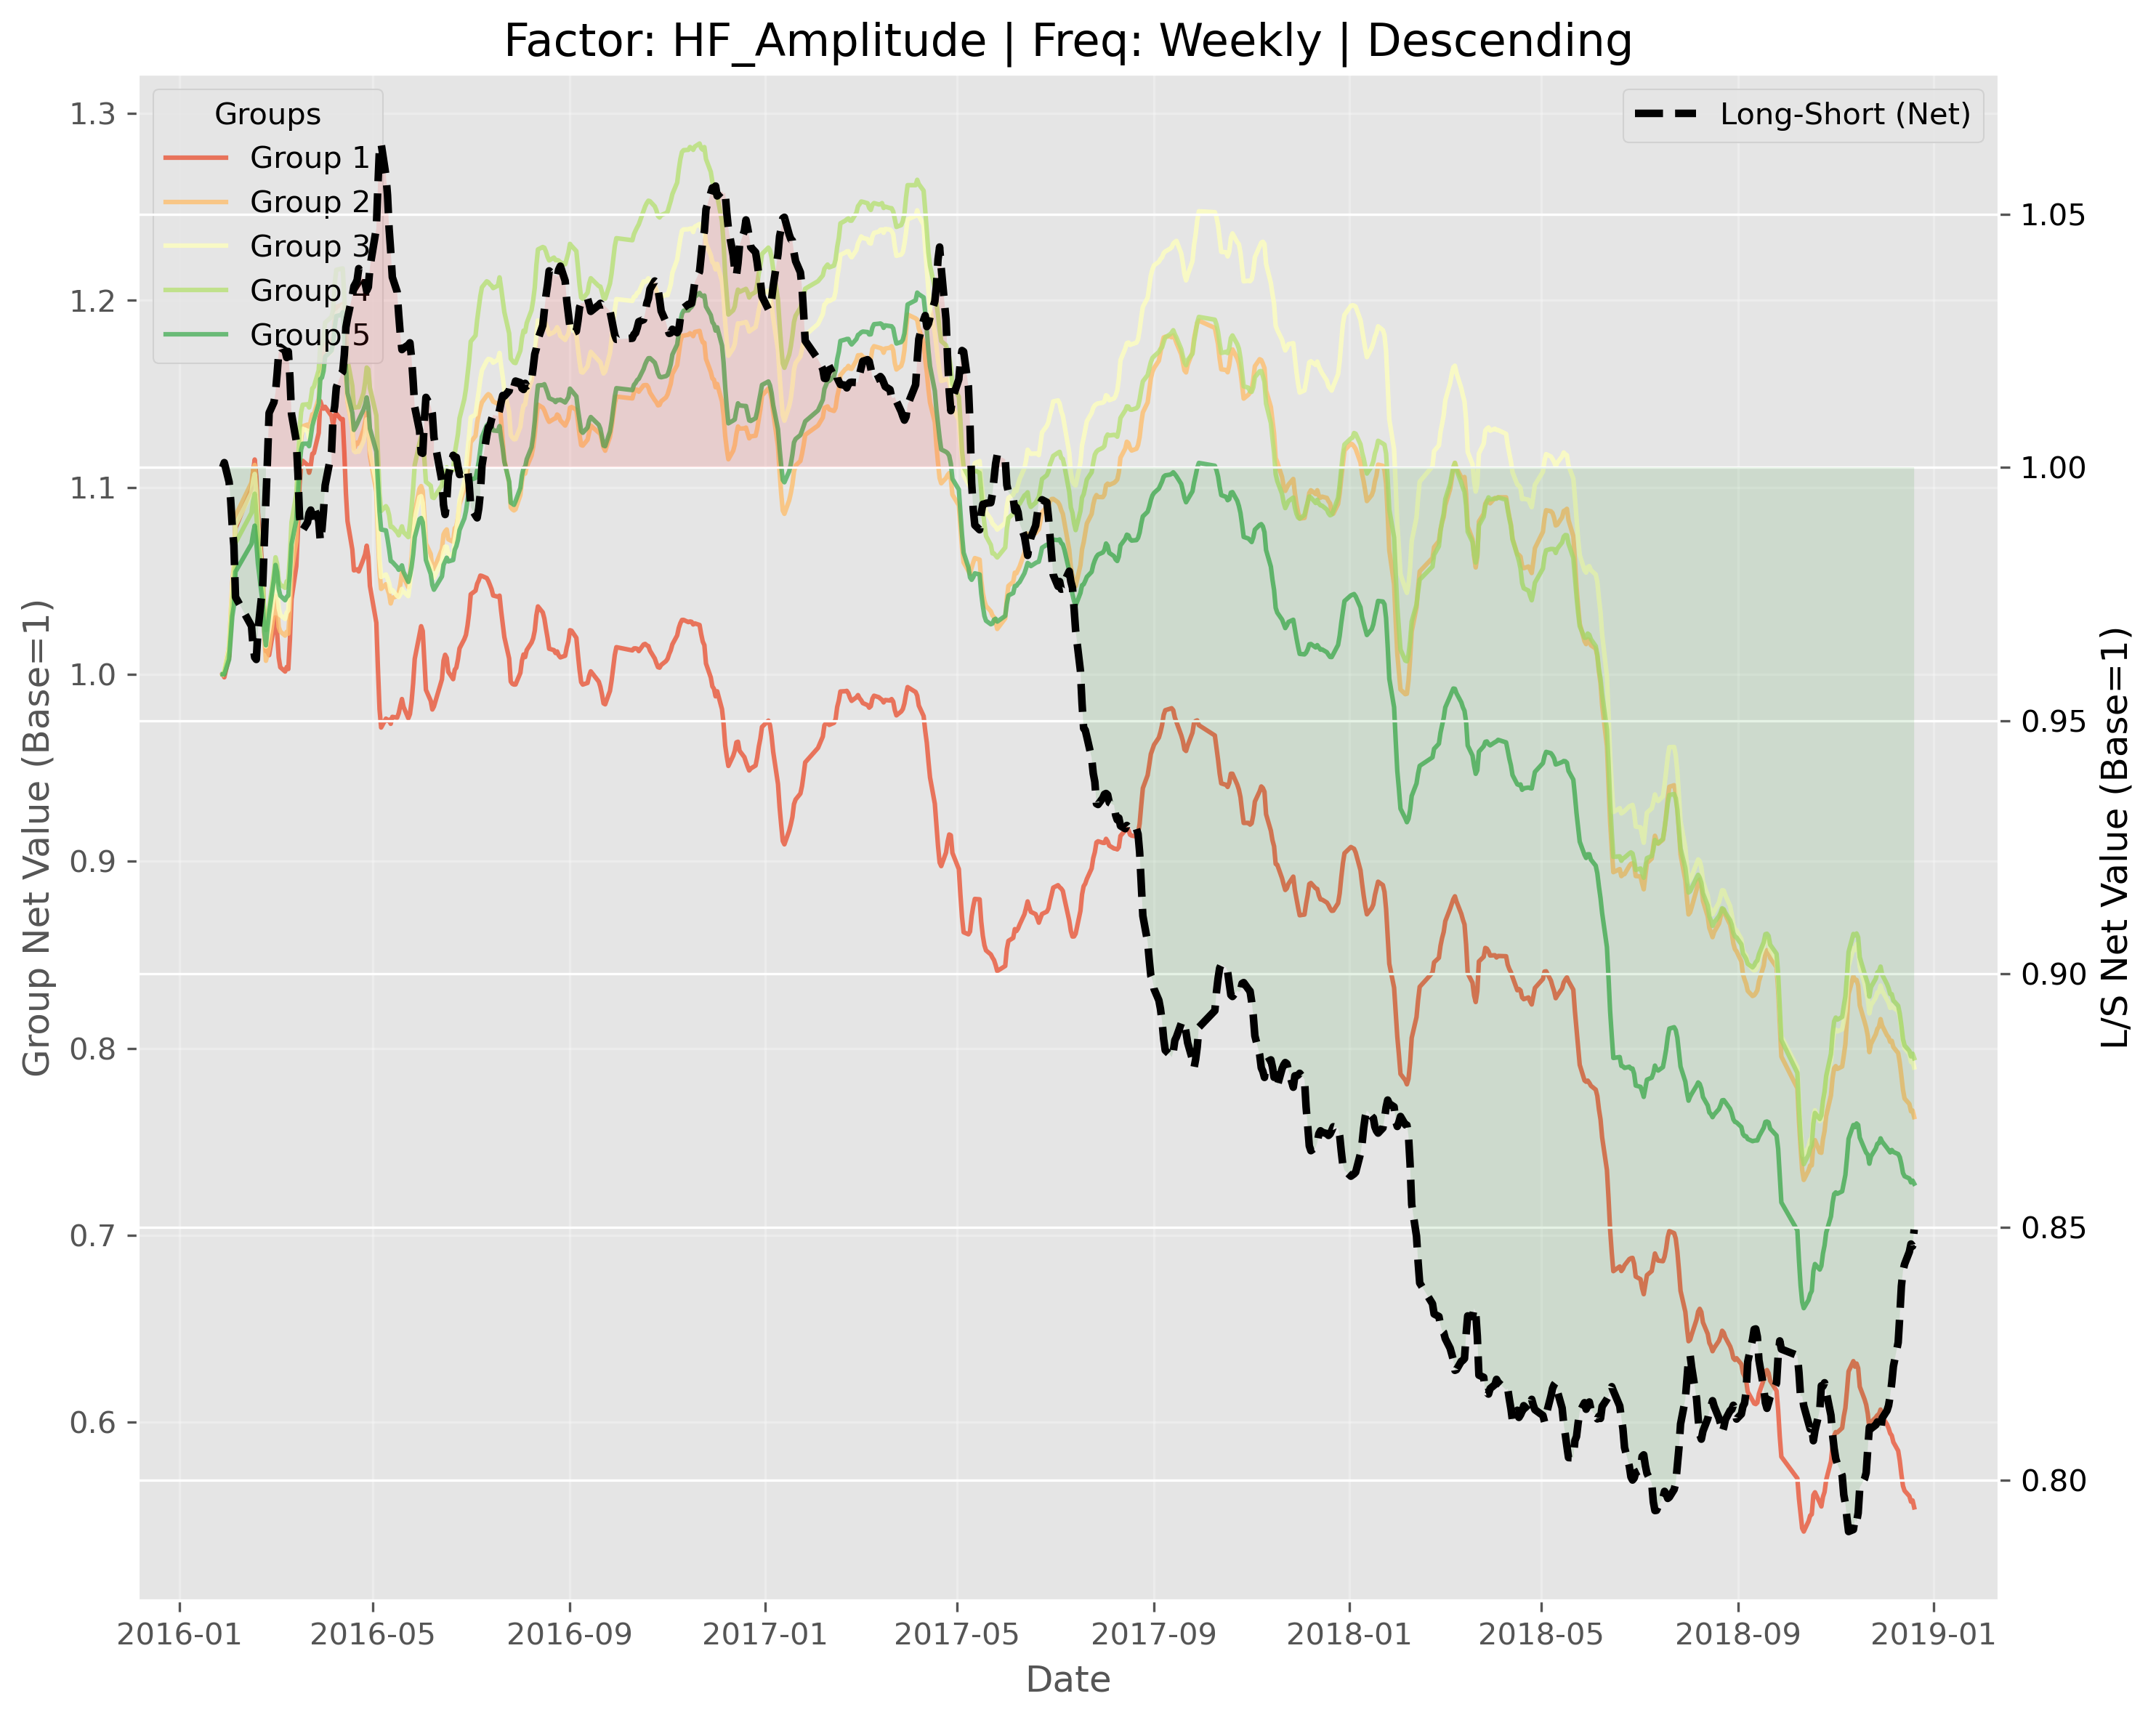 Factor: HF_Amplitude | Freq: Weekly | Descending
Groups
Group 1
Group 2
Group 3
Group 4
Group 5
Long-Short (Net)
Group Net Value (Base=1)
1.3
1.2
1.1
1.0
0.9
0.8
0.7
0.6
L/S Net Value (Base=1)
1.05
1.00
0.95
0.90
0.85
0.80
2016-01 2016-05 2016-09 2017-01 2017-05 2017-09 2018-01 2018-05 2018-09 2019-01
Date